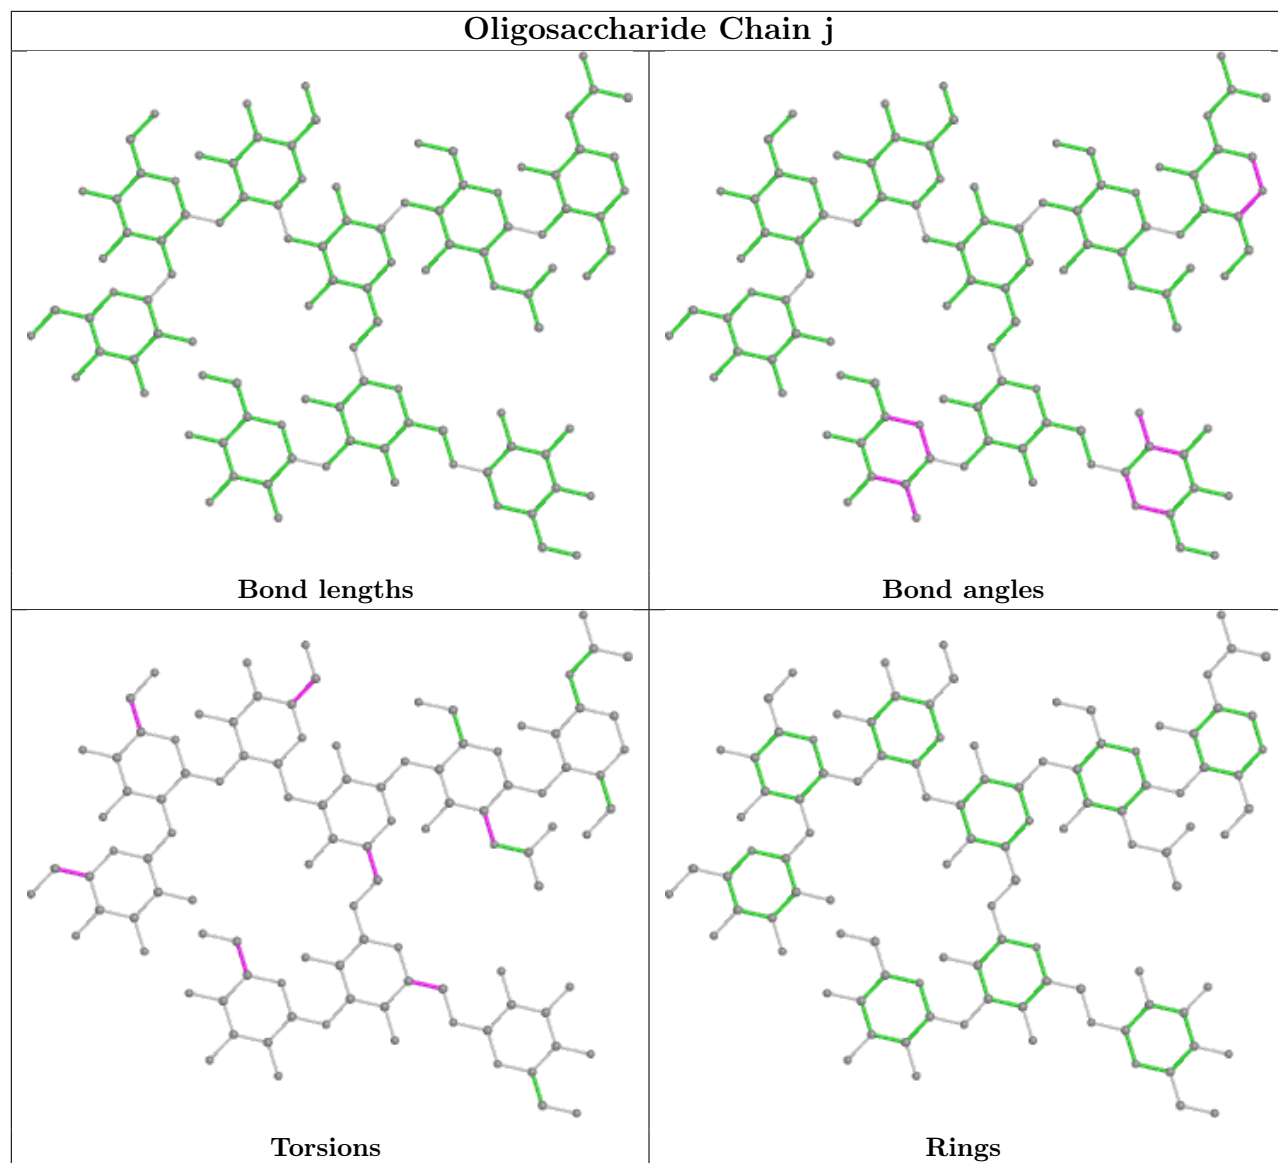 Oligosaccharide Chain j
Bond lengths
Bond angles
Torsions
Rings